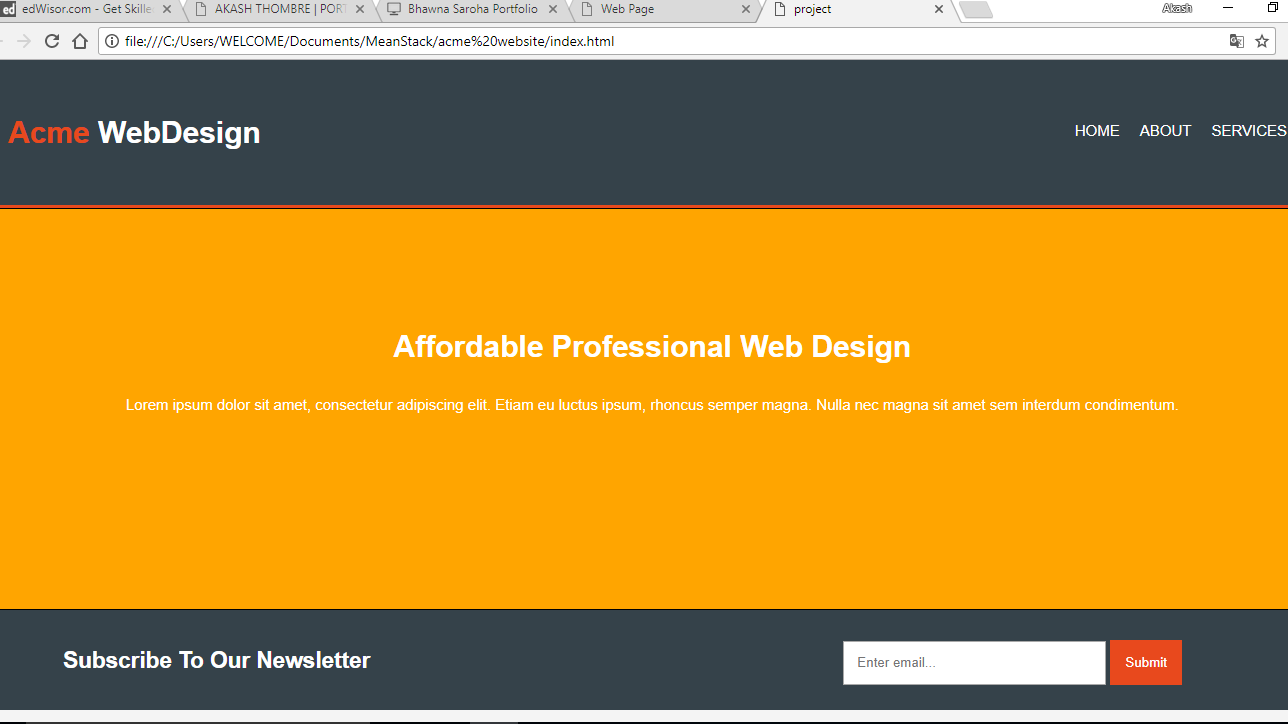 ed edWisor.com - Get Skille
AKASH THOMBRE | PORT
Bhawna Saroha Portfolio
Web Page
project
Akash
file:///C:/Users/WELCOME/Documents/MeanStack/acme%20website/index.html
Acme WebDesign
HOME ABOUT SERVICES
Affordable Professional Web Design
Lorem ipsum dolor sit amet, consectetur adipiscing elit. Etiam eu luctus ipsum, rhoncus semper magna. Nulla nec magna sit amet sem interdum condimentum.
Subscribe To Our Newsletter
Enter email...
Submit